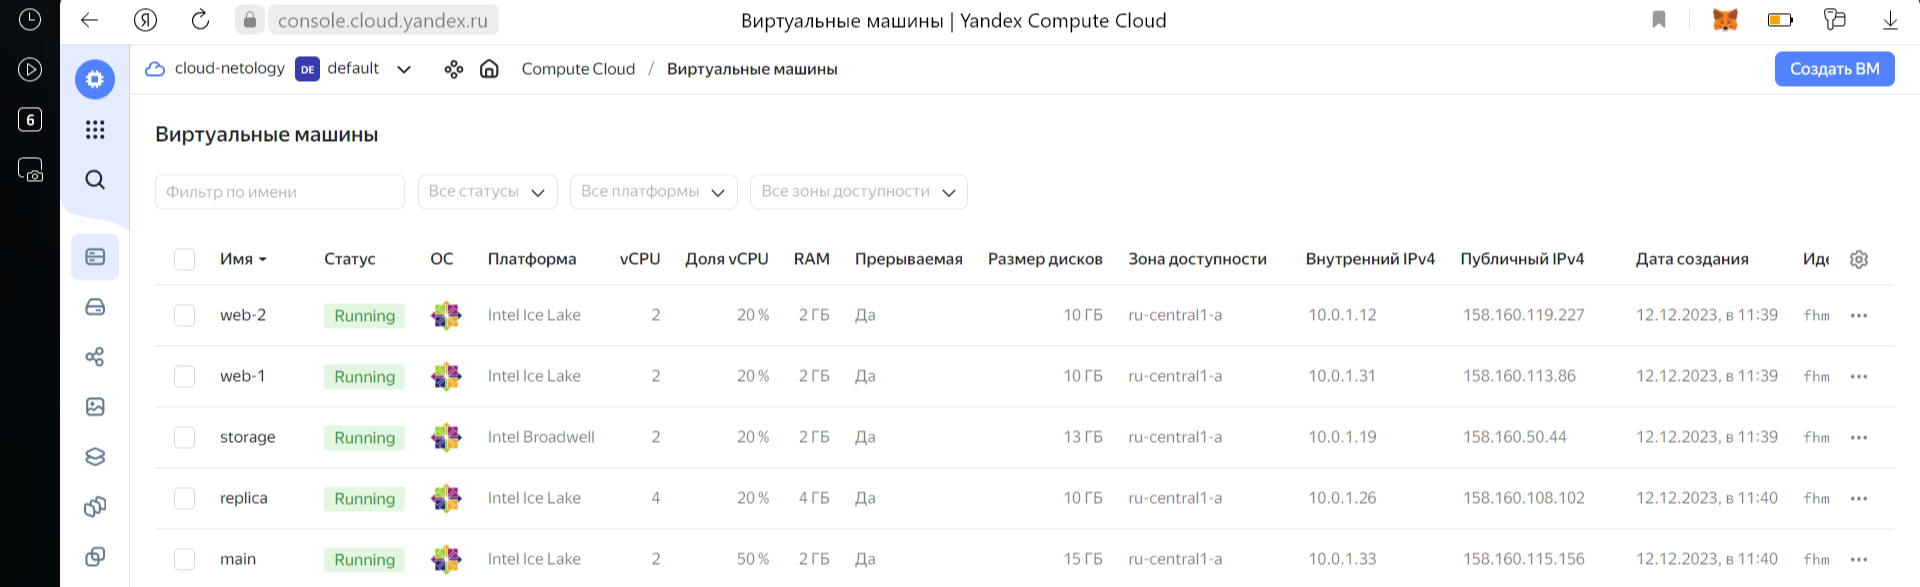 console.cloud.yandex.ru Виртуальные машины | Yandex Compute Cloud
cloud-netology DE default Compute Cloud / Виртуальные машины Создать ВМ
6
Виртуальные машины
Фильтр по имени Все статусы Все платформы Все зоны доступности
Имя Статус ОС Платформа vCPU Доля vCPU RAM Прерываемая Размер дисков Зона доступности Внутренний IPv4 Публичный IPv4 Дата создания Иде
web-2 Running Intel Ice Lake 2 20 % 2 ГБ Да 10 ГБ ru-central1-a 10.0.1.12 158.160.119.227 12.12.2023, в 11:39 fhm
web-1 Running Intel Ice Lake 2 20 % 2 ГБ Да 10 ГБ ru-central1-a 10.0.1.31 158.160.113.86 12.12.2023, в 11:39 fhm
storage Running Intel Broadwell 2 20 % 2 ГБ Да 13 ГБ ru-central1-a 10.0.1.19 158.160.50.44 12.12.2023, в 11:39 fhm
replica Running Intel Ice Lake 4 20 % 4 ГБ Да 10 ГБ ru-central1-a 10.0.1.26 158.160.108.102 12.12.2023, в 11:40 fhm
main Running Intel Ice Lake 2 50 % 2 ГБ Да 15 ГБ ru-central1-a 10.0.1.33 158.160.115.156 12.12.2023, в 11:40 fhm